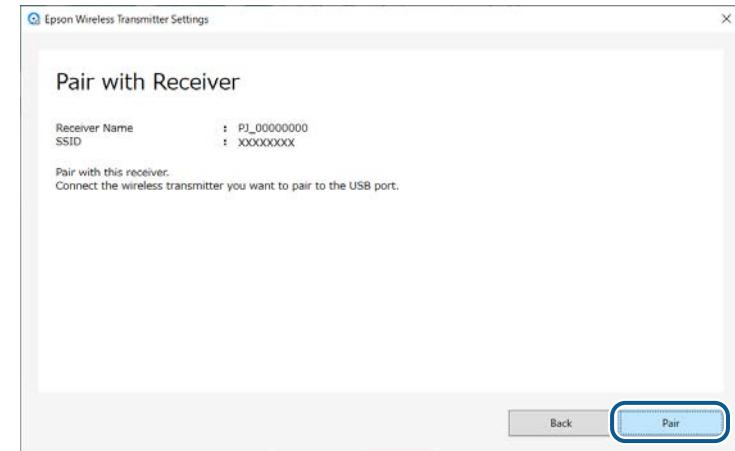 Epson Wireless Transmitter Settings
Pair with Receiver
Receiver Name : PJ_00000000
SSID : XXXXXXXX
Pair with this receiver.
Connect the wireless transmitter you want to pair to the USB port.
Back Pair